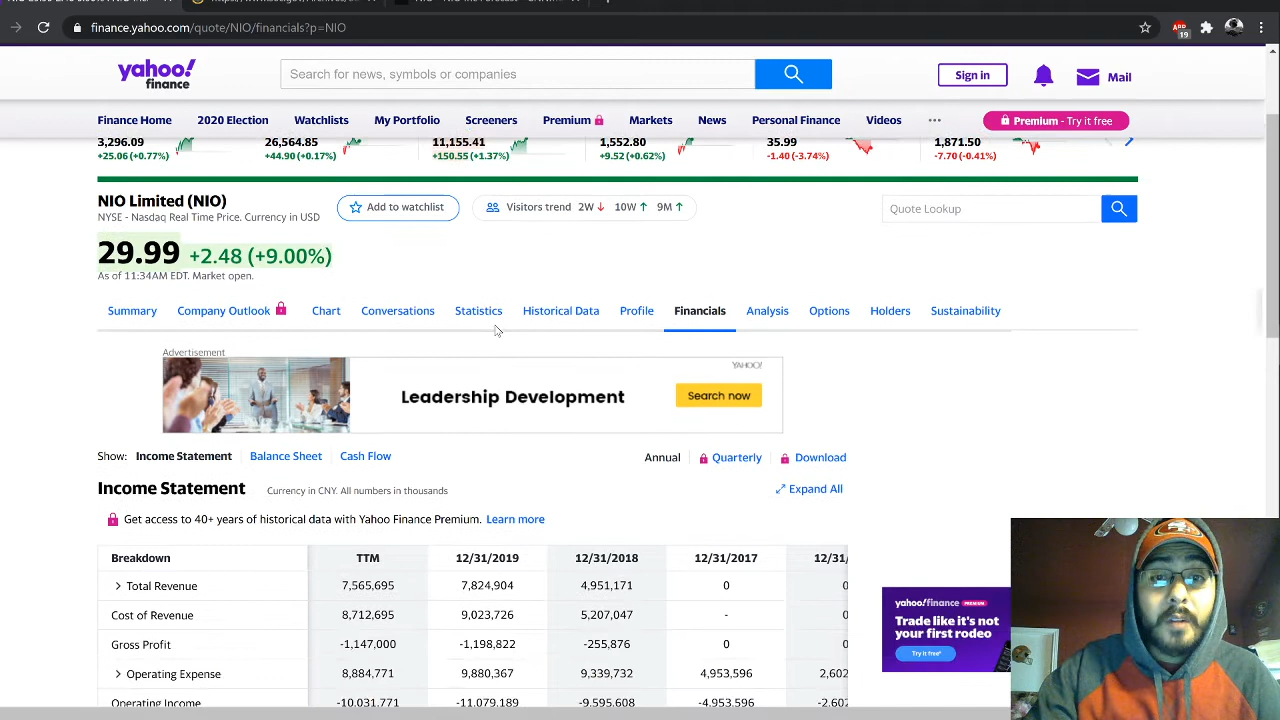 finance.yahoo.com/quote/NIO/financials?p=NIO
19
yahoo!
finance
Search for news, symbols or companies
Sign in
Mail
Finance Home 2020 Election Watchlists My Portfolio Screeners Premium Markets News Personal Finance Videos ••• Premium - Try it free
3,296.09 26,564.85 11,155.41 1,552.80 35.99 1,871.50
+25.06 (+0.77%) +44.90 (+0.17%) +150.55 (+1.37%) +9.52 (+0.62%) -1.40 (-3.74%) -7.70 (-0.41%)
NIO Limited (NIO)
NYSE - Nasdaq Real Time Price. Currency in USD
Add to watchlist
Visitors trend 2W ↓ 10W ↑ 9M ↑
Quote Lookup
29.99 +2.48 (+9.00%)
As of 11:34AM EDT. Market open.
Summary Company Outlook Chart Conversations Statistics Historical Data Profile Financials Analysis Options Holders Sustainability
Advertisement
YAHOO!
Leadership Development
Search now
Show: Income Statement Balance Sheet Cash Flow
Annual Quarterly Download
Income Statement Currency in CNY. All numbers in thousands
Expand All
Get access to 40+ years of historical data with Yahoo Finance Premium. Learn more
Breakdown TTM 12/31/2019 12/31/2018 12/31/2017 12/31/
Total Revenue 7,565,695 7,824,904 4,951,171 0 0
Cost of Revenue 8,712,695 9,023,726 5,207,047 - 
Gross Profit -1,147,000 -1,198,822 -255,876 0 0
Operating Expense 8,884,771 9,880,367 9,339,732 4,953,596 2,602
Operating Income -10,031,771 -11,079,189 -9,595,608 -4,953,596 -2,602
yahoo!finance PREMIUM
Trade like it's not
your first rodeo
Try it free*